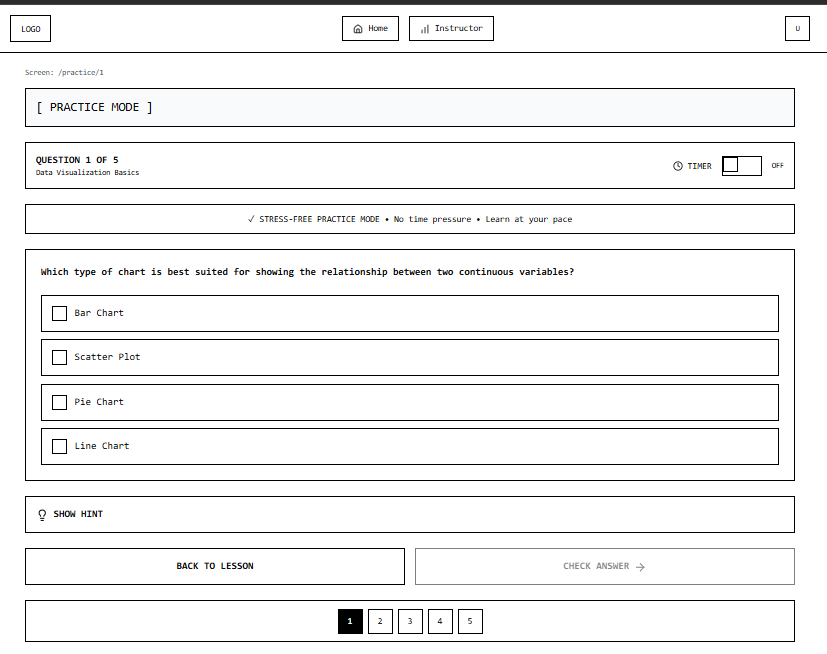 LOGO
Home
Instructor
U
Screen: /practice/1
[ PRACTICE MODE ]
QUESTION 1 OF 5
Data Visualization Basics
TIMER
OFF
✓ STRESS-FREE PRACTICE MODE • No time pressure • Learn at your pace
Which type of chart is best suited for showing the relationship between two continuous variables?
Bar Chart
Scatter Plot
Pie Chart
Line Chart
SHOW HINT
BACK TO LESSON
CHECK ANSWER →
1 2 3 4 5